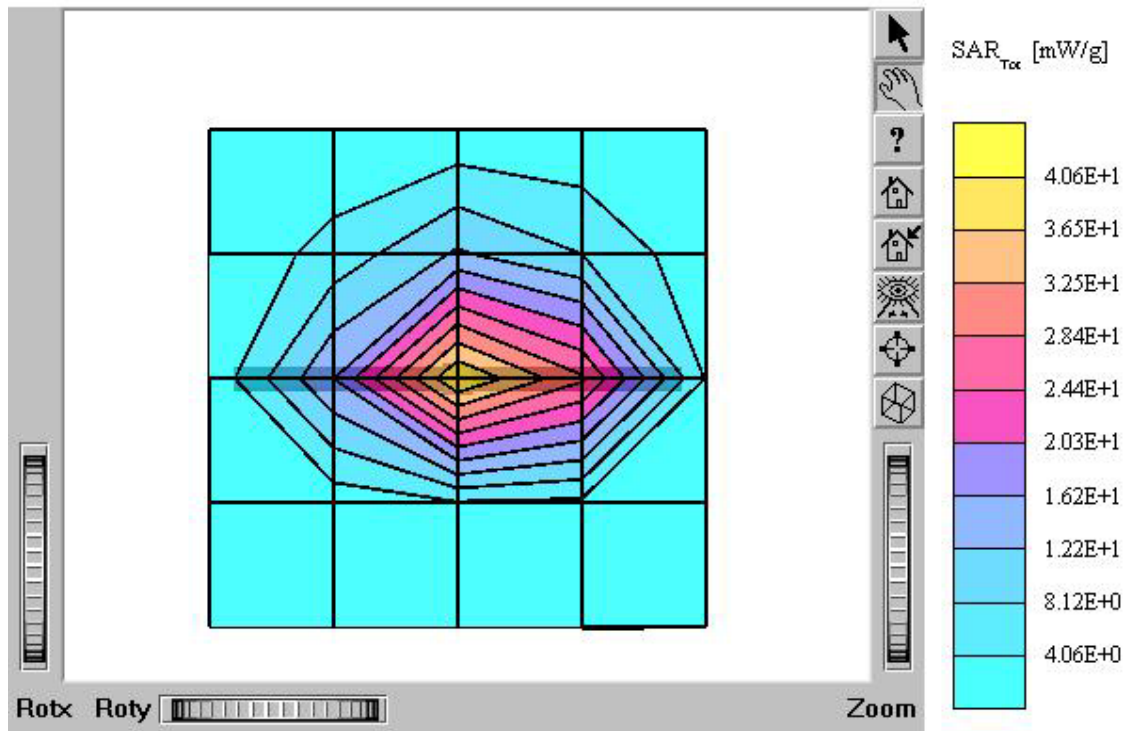 SAR_Tot [mW/g]
?
4.06E+1
3.65E+1
3.25E+1
2.84E+1
2.44E+1
2.03E+1
1.62E+1
1.22E+1
8.12E+0
4.06E+0
Rotx Roty Zoom